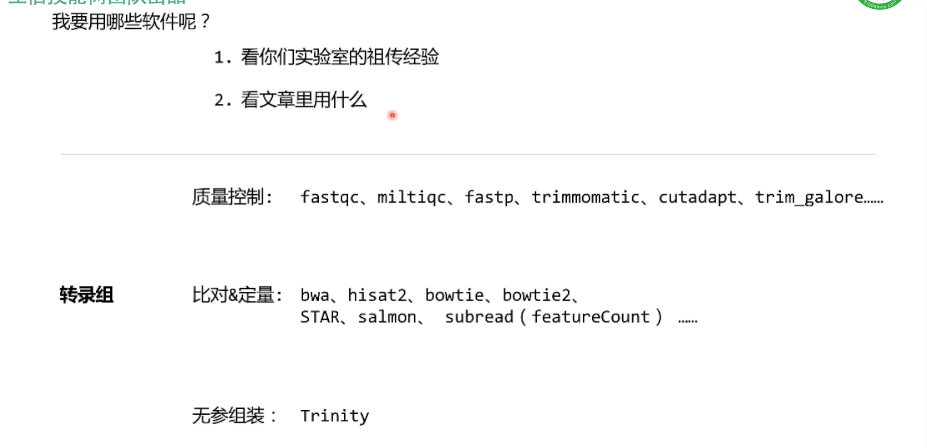 我要用哪些软件呢？
1. 看你们实验室的祖传经验
2. 看文章里用什么
质量控制: fastqc、miltiqc、fastp、trimmomatic、cutadapt、trim_galore……
转录组
比对&定量: bwa、hisat2、bowtie、bowtie2、
STAR、salmon、 subread（featureCount） ……
无参组装： Trinity